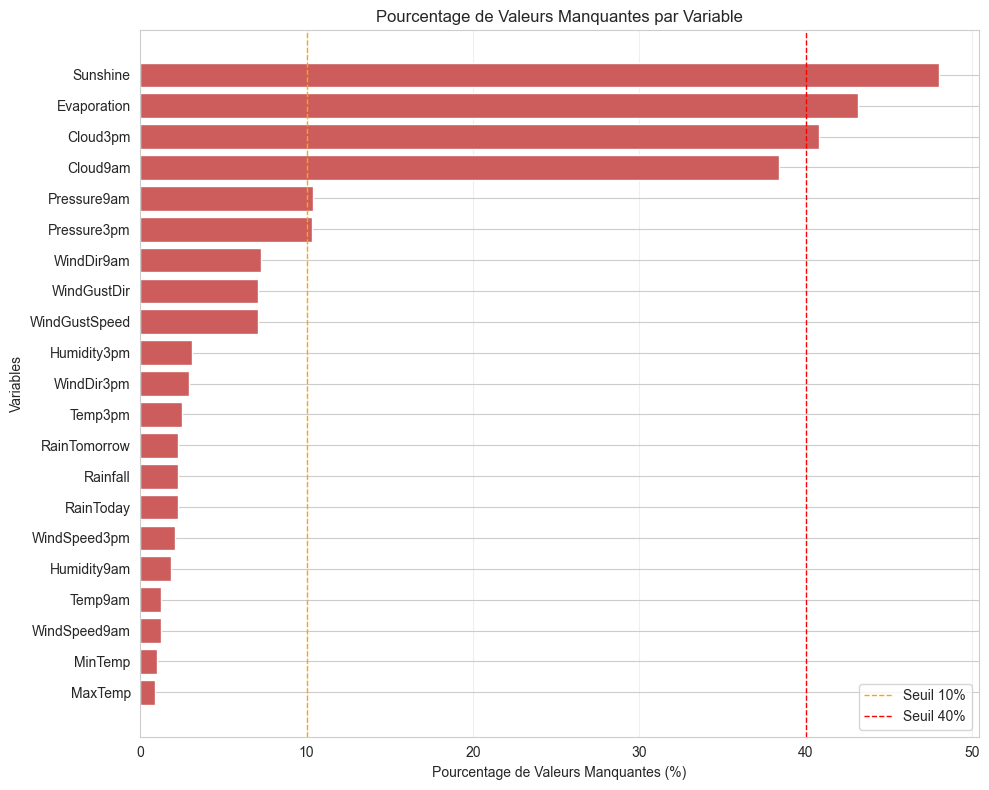 Pourcentage de Valeurs Manquantes par Variable
Variables
Sunshine
Evaporation
Cloud3pm
Cloud9am
Pressure9am
Pressure3pm
WindDir9am
WindGustDir
WindGustSpeed
Humidity3pm
WindDir3pm
Temp3pm
RainTomorrow
Rainfall
RainToday
WindSpeed3pm
Humidity9am
Temp9am
WindSpeed9am
MinTemp
MaxTemp
Seuil 10%
Seuil 40%
0 10 20 30 40 50
Pourcentage de Valeurs Manquantes (%)